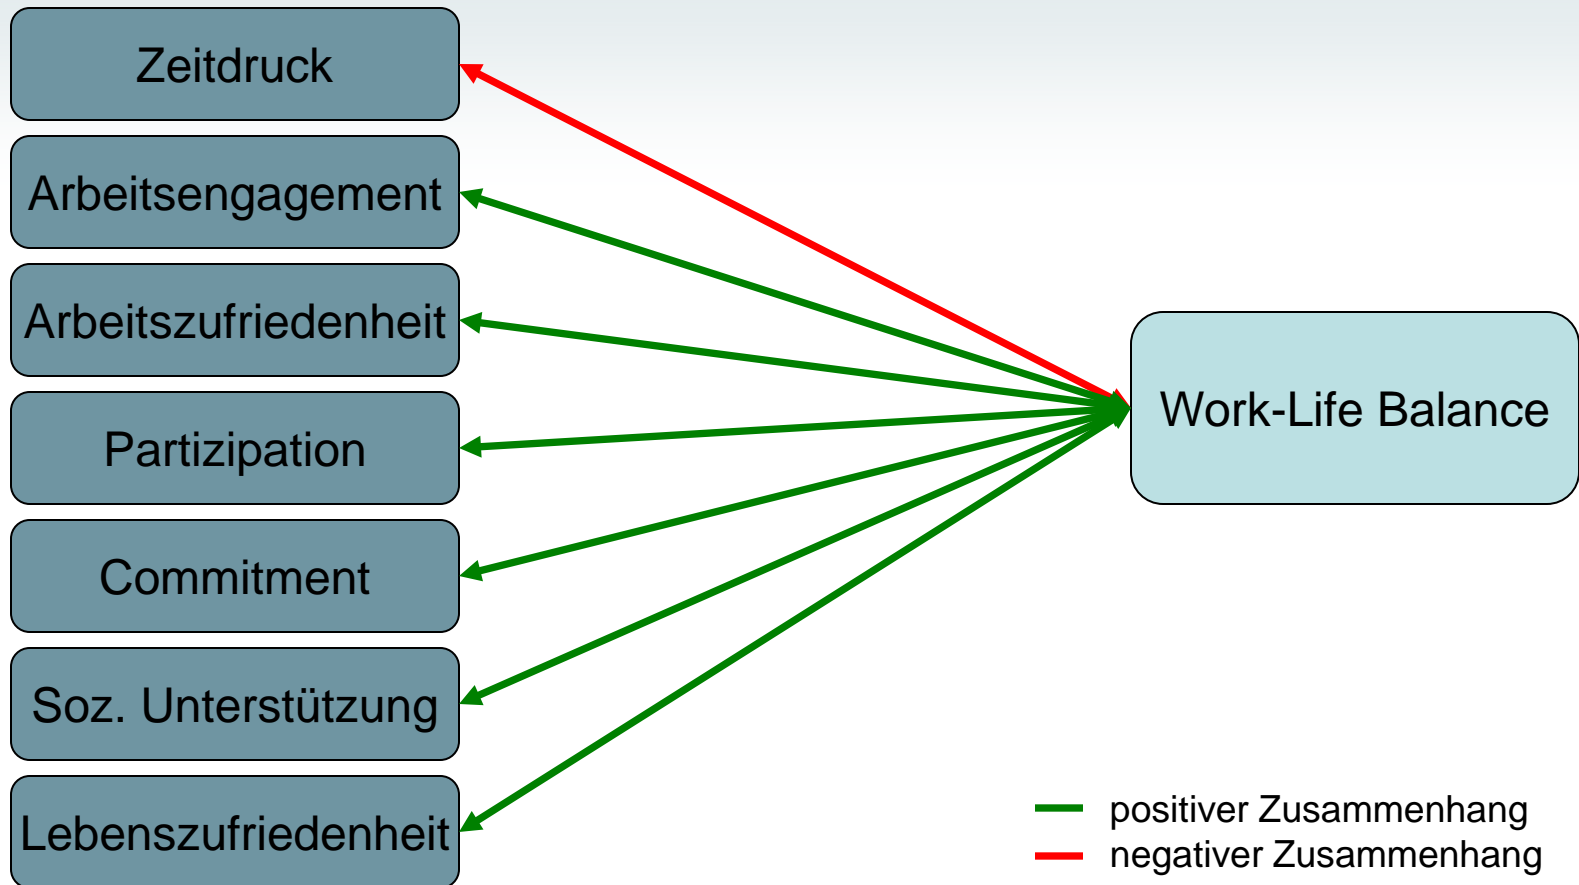 Zeitdruck
Arbeitsengagement
Arbeitszufriedenheit
Partizipation
Commitment
Soz. Unterstützung
Lebenszufriedenheit
Work-Life Balance
positiver Zusammenhang
negativer Zusammenhang